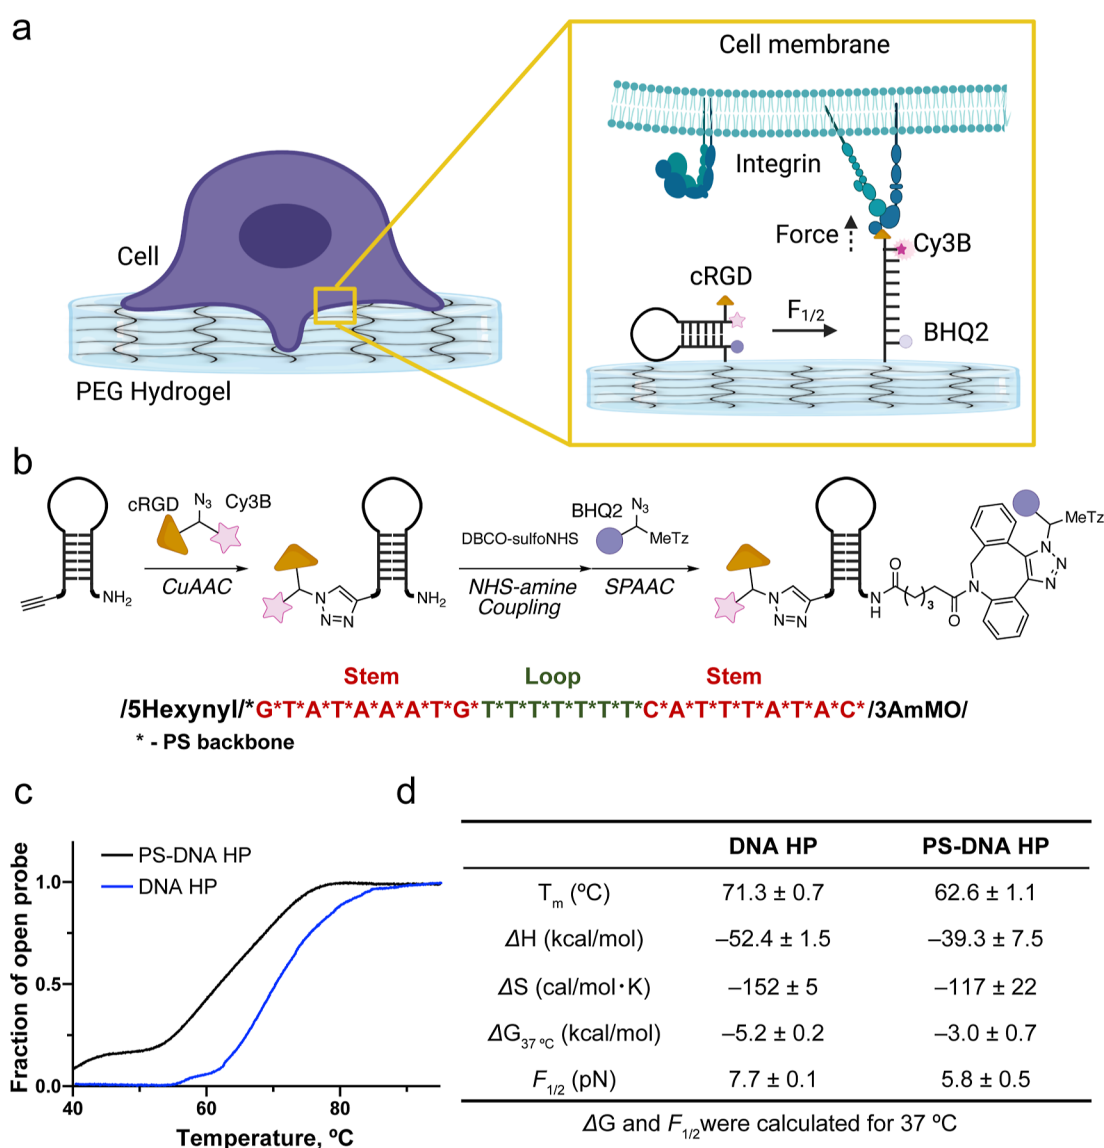 a
Cell membrane
Integrin
Force
Cy3B
cRGD
F1/2
BHQ2
Cell
PEG Hydrogel
b
cRGD N3 Cy3B
CuAAC
NH2
N N=N
NH2
BHQ2 N3
DBCO-sulfoNHS MeTz
NHS-amine
Coupling
SPAAC
N N=N
N
H
O
3
O
N
MeTz
N
N
N
Stem Loop Stem
/5Hexynyl/*G*T*A*T*A*A*A*T*G*T*T*T*T*T*T*T*C*A*T*T*T*A*T*A*C*/3AmMO/
* - PS backbone
c
PS-DNA HP
DNA HP
Fraction of open probe
1.0
0.5
0.0
40 60 80
Temperature, ºC
d
DNA HP PS-DNA HP
Tm (ºC) 71.3 ± 0.7 62.6 ± 1.1
ΔH (kcal/mol) –52.4 ± 1.5 –39.3 ± 7.5
ΔS (cal/mol·K) –152 ± 5 –117 ± 22
ΔG37 ºC (kcal/mol) –5.2 ± 0.2 –3.0 ± 0.7
F1/2 (pN) 7.7 ± 0.1 5.8 ± 0.5
ΔG and F1/2were calculated for 37 ºC